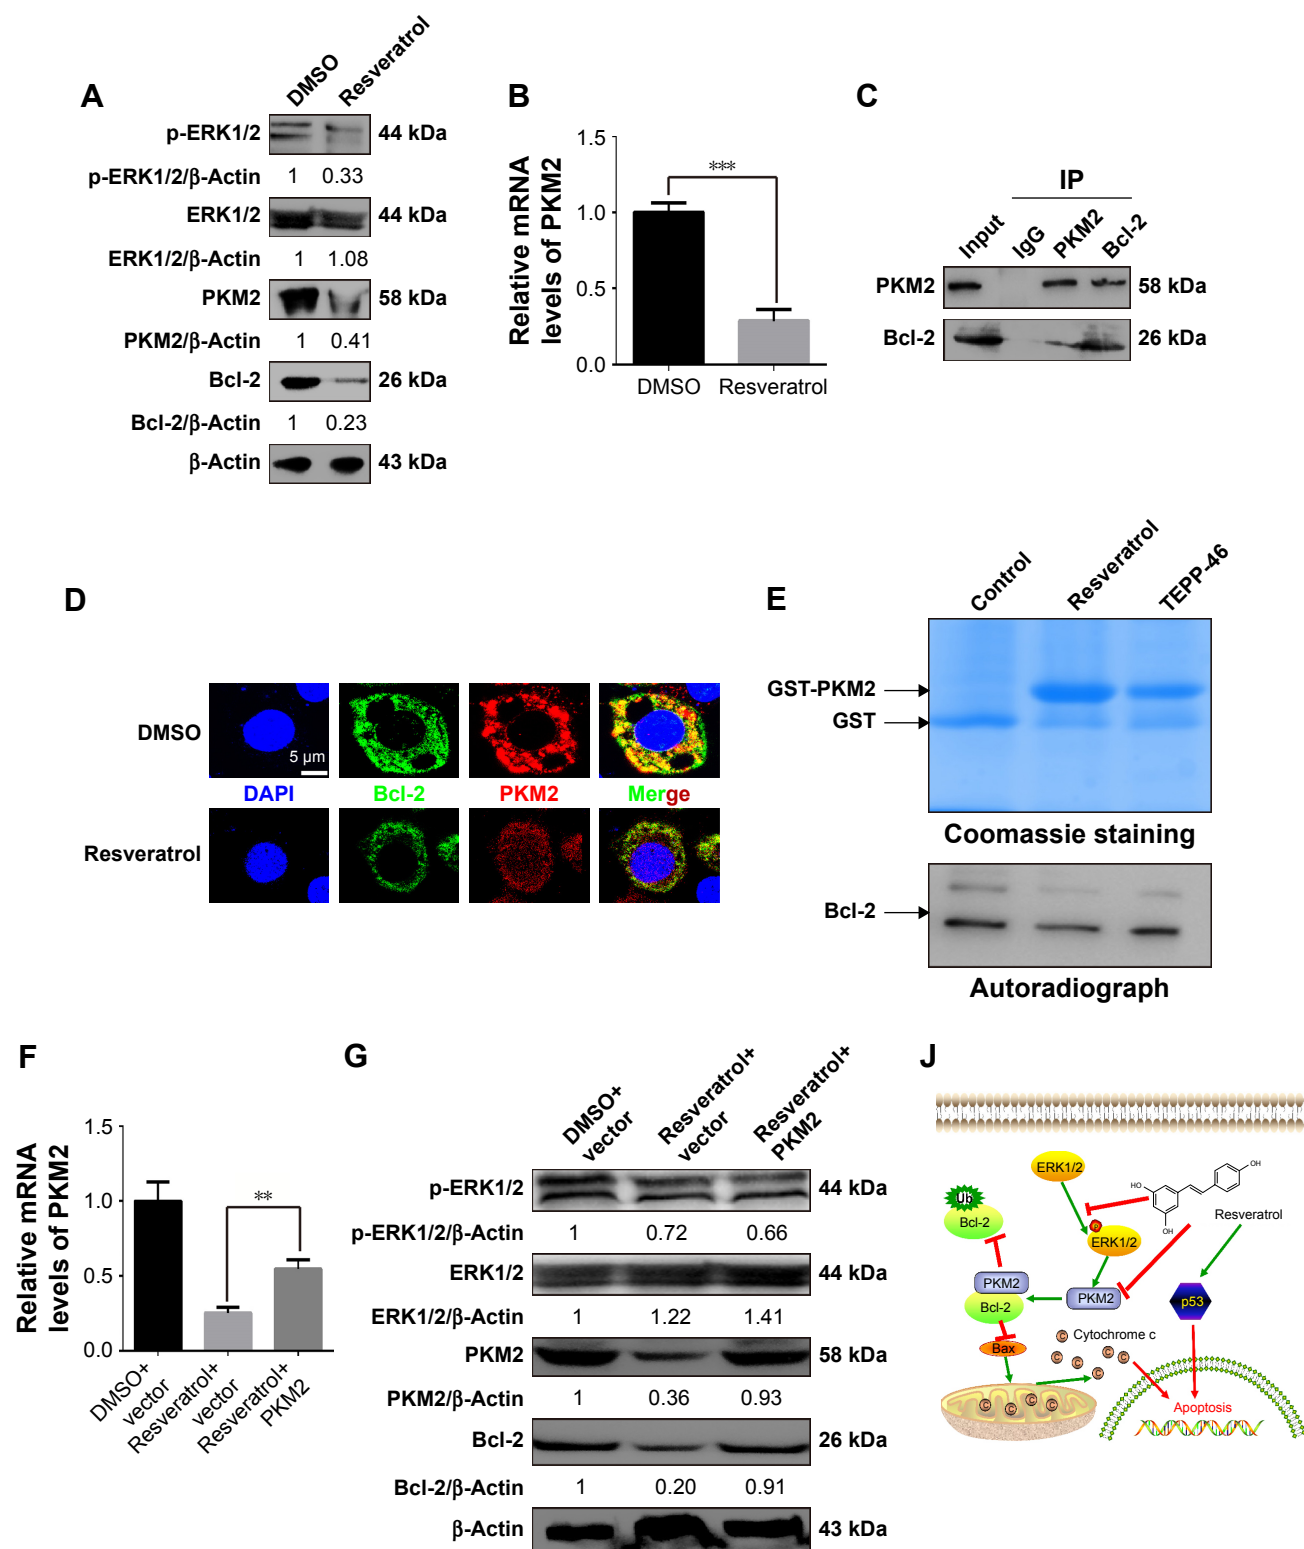 A
DMSO
Resveratrol
p-ERK1/2
44 kDa
p-ERK1/2/β-Actin 1 0.33
ERK1/2
44 kDa
ERK1/2/β-Actin 1 1.08
PKM2
58 kDa
PKM2/β-Actin 1 0.41
Bcl-2
26 kDa
Bcl-2/β-Actin 1 0.23
β-Actin
43 kDa
B
Relative mRNA
levels of PKM2
1.5
1.0
0.5
0.0
***
DMSO
Resveratrol
C
IP
Input
IgG
PKM2
Bcl-2
PKM2
58 kDa
Bcl-2
26 kDa
D
DMSO
5 µm
DAPI
Bcl-2
PKM2
Merge
Resveratrol
E
Control
Resveratrol
TEPP-46
GST-PKM2
GST
Coomassie staining
Bcl-2
Autoradiograph
F
Relative mRNA
levels of PKM2
1.5
1.0
0.5
0.0
**
DMSO+
vector
Resveratrol+
vector
Resveratrol+
PKM2
G
DMSO+
vector
Resveratrol+
vector
Resveratrol+
PKM2
p-ERK1/2
44 kDa
p-ERK1/2/β-Actin 1 0.72 0.66
ERK1/2
44 kDa
ERK1/2/β-Actin 1 1.22 1.41
PKM2
58 kDa
PKM2/β-Actin 1 0.36 0.93
Bcl-2
26 kDa
Bcl-2/β-Actin 1 0.20 0.91
β-Actin
43 kDa
J
ERK1/2
OH
HO
OH
Resveratrol
Ub
Bcl-2
P
ERK1/2
PKM2
Bcl-2
PKM2
p53
Bax
Cytochrome c
C
C
C
C
C
C
C
C
C
C
Apoptosis